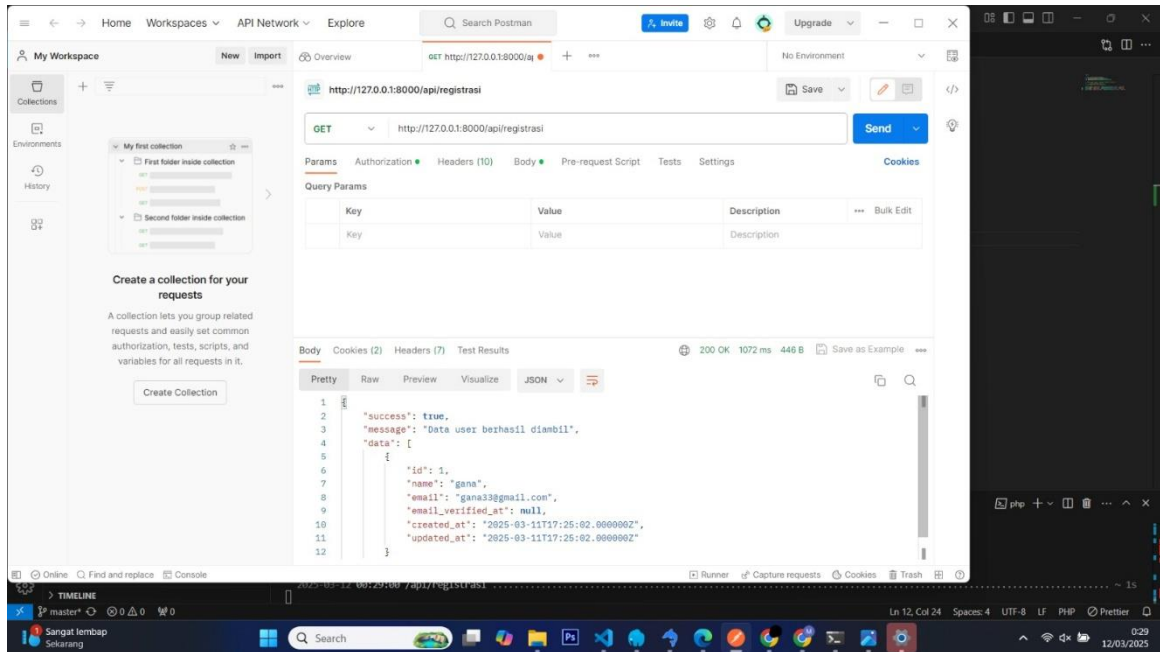 Home Workspaces API Network Explore Search Postman Invite Upgrade
My Workspace New Import Overview GET http://127.0.0.1:8000/ap No Environment
Collections
Environments
History
My first collection
First folder inside collection
GET
GET
Second folder inside collection
GET
GET
Create a collection for your
requests
A collection lets you group related
requests and easily set common
authorization, tests, scripts, and
variables for all requests in it.
Create Collection
http://127.0.0.1:8000/api/registrasi Save
GET http://127.0.0.1:8000/api/registrasi Send
Params Authorization Headers (10) Body Pre-request Script Tests Settings Cookies
Query Params
Key Value Description Bulk Edit
Key Value Description
Body Cookies (2) Headers (7) Test Results 200 OK 1072 ms 446 B Save as Example
Pretty Raw Preview Visualize JSON
1 {
2 "success": true,
3 "message": "Data user berhasil diambil",
4 "data": [
5 {
6 "id": 1,
7 "name": "gana",
8 "email": "gana33@gmail.com",
9 "email_verified_at": null,
10 "created_at": "2025-03-11T17:25:02.000000Z",
11 "updated_at": "2025-03-11T17:25:02.000000Z"
12 }
Online Find and replace Console Runner Capture requests Cookies Trash
php
2025-03-12 00:29:00 /api/registrasi ~ 1s
TIMELINE
master* 0 0 0 Ln 12, Col 24 Spaces: 4 UTF-8 LF PHP Prettier
1 Sangat lembap
Sekarang
Search
Ps
0:29
12/03/2025